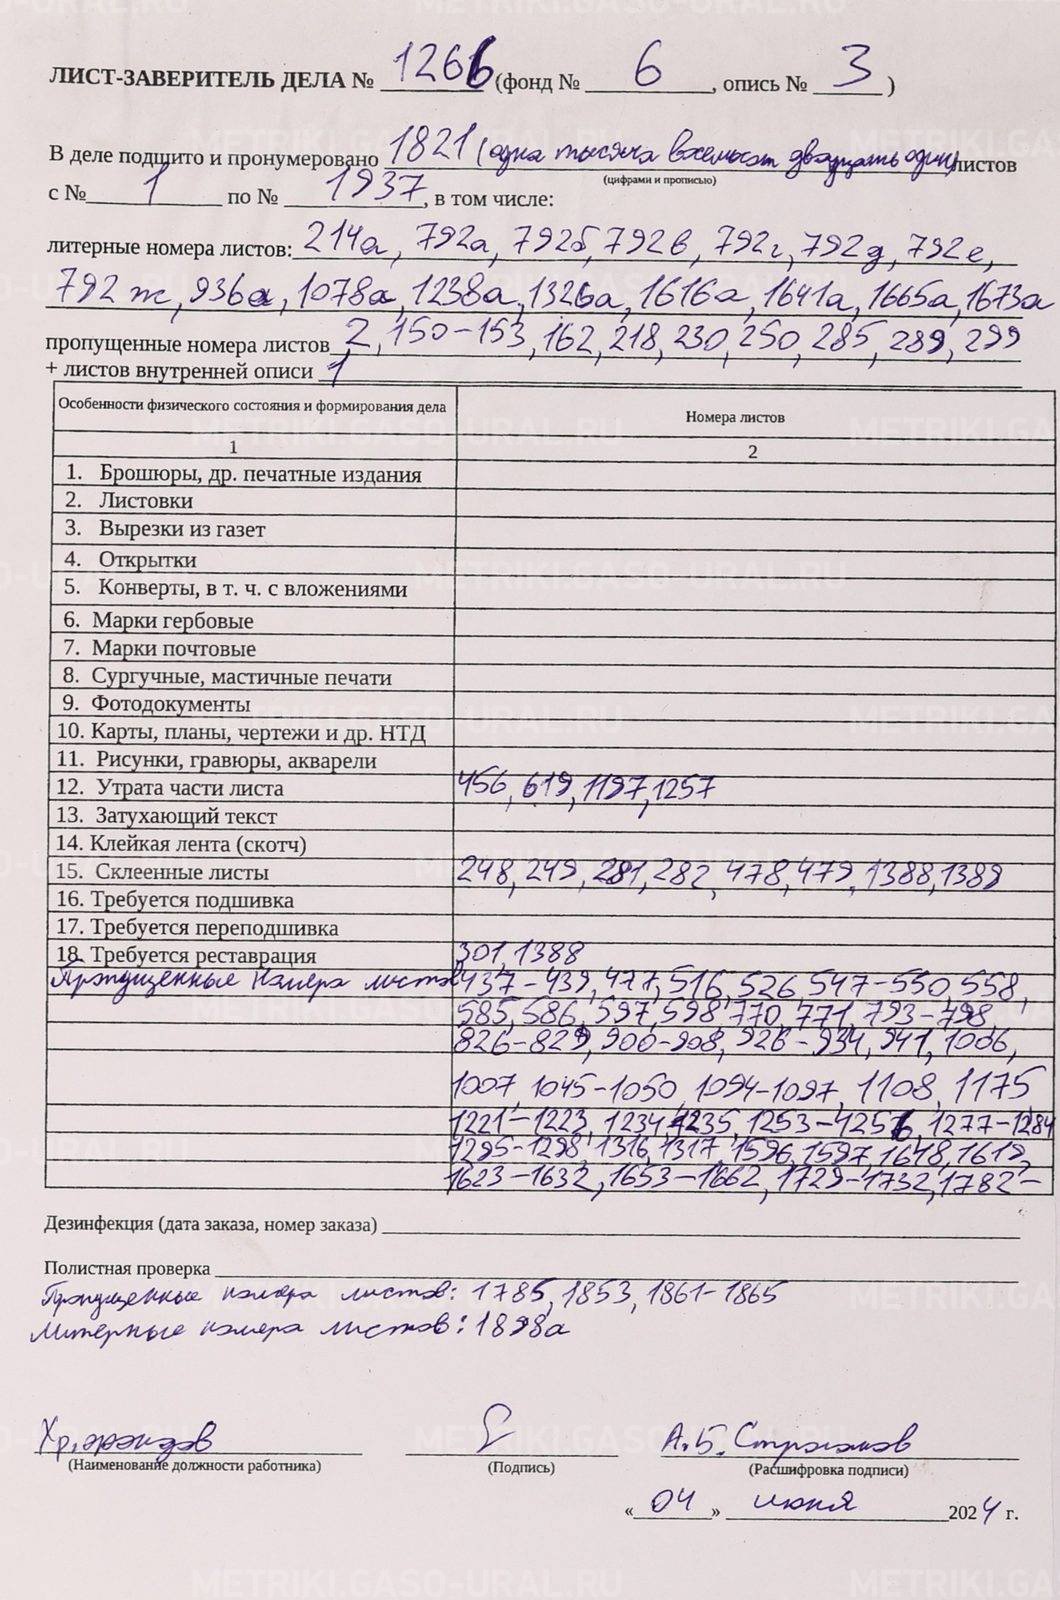 ЛИСТ-ЗАВЕРИТЕЛЬ ДЕЛА № 1266 (фонд № 6, опись № 3)
В деле подшито и пронумеровано 1821 (одна тысяча восемьсот двадцать один) листов
(цифрами и прописью)
с № 1 по № 1937, в том числе:
литерные номера листов: 214а, 792а, 792б, 792в, 792г, 792д, 792е,
792ж, 936а, 1078а, 1238а, 1326а, 1616а, 1641а, 1665а, 1673а
пропущенные номера листов 2, 150-153, 162, 218, 230, 250, 285, 289, 299
+ листов внутренней описи 1
Особенности физического состояния и формирования дела Номера листов
1 2
1. Брошюры, др. печатные издания
2. Листовки
3. Вырезки из газет
4. Открытки
5. Конверты, в т. ч. с вложениями
6. Марки гербовые
7. Марки почтовые
8. Сургучные, мастичные печати
9. Фотодокументы
10. Карты, планы, чертежи и др. НТД
11. Рисунки, гравюры, акварели
12. Утрата части листа 456, 619, 1197, 1257
13. Затухающий текст
14. Клейкая лента (скотч)
15. Склеенные листы 248, 249, 281, 282, 478, 479, 1388, 1389
16. Требуется подшивка
17. Требуется переподшивка
18. Требуется реставрация 301, 1388
Пропущенные номера листов 437-439, 477, 516, 526, 547-550, 558,
585, 586, 597, 598, 770, 771, 793-798,
826-829, 900-908, 926-934, 941, 1006,
1007, 1045-1050, 1094-1097, 1108, 1175
1221-1223, 1234, 1235, 1253-1256, 1277-1284
1295-1298, 1316, 1317, 1596, 1597, 1618, 1619,
1623-1632, 1653-1662, 1729-1732, 1782-
Дезинфекция (дата заказа, номер заказа)
Полистная проверка
Пропущенные номера листов: 1785, 1853, 1861-1865
Литерные номера листов: 1898а
Хр. фондов А.Б. Строганов
(Наименование должности работника) (Подпись) (Расшифровка подписи)
«04» июня 2024 г.
METRIKI.GASO-URAL.RU